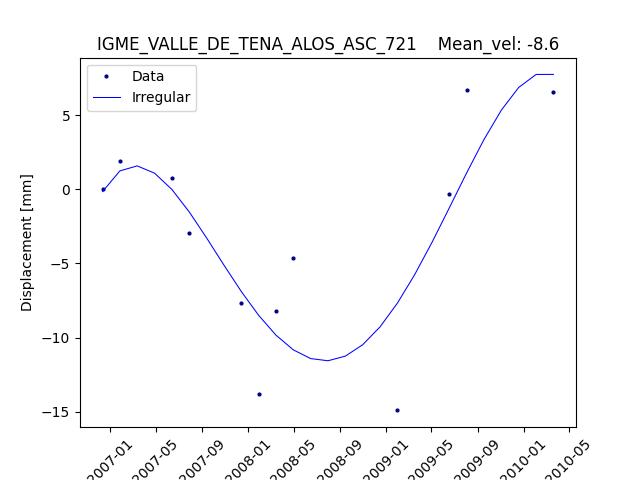 IGME_VALLE_DE_TENA_ALOS_ASC_721 Mean_vel: -8.6
Data
Irregular
Displacement [mm]
5
0
−5
−10
−15
2007-01 2007-05 2007-09 2008-01 2008-05 2008-09 2009-01 2009-05 2009-09 2010-01 2010-05